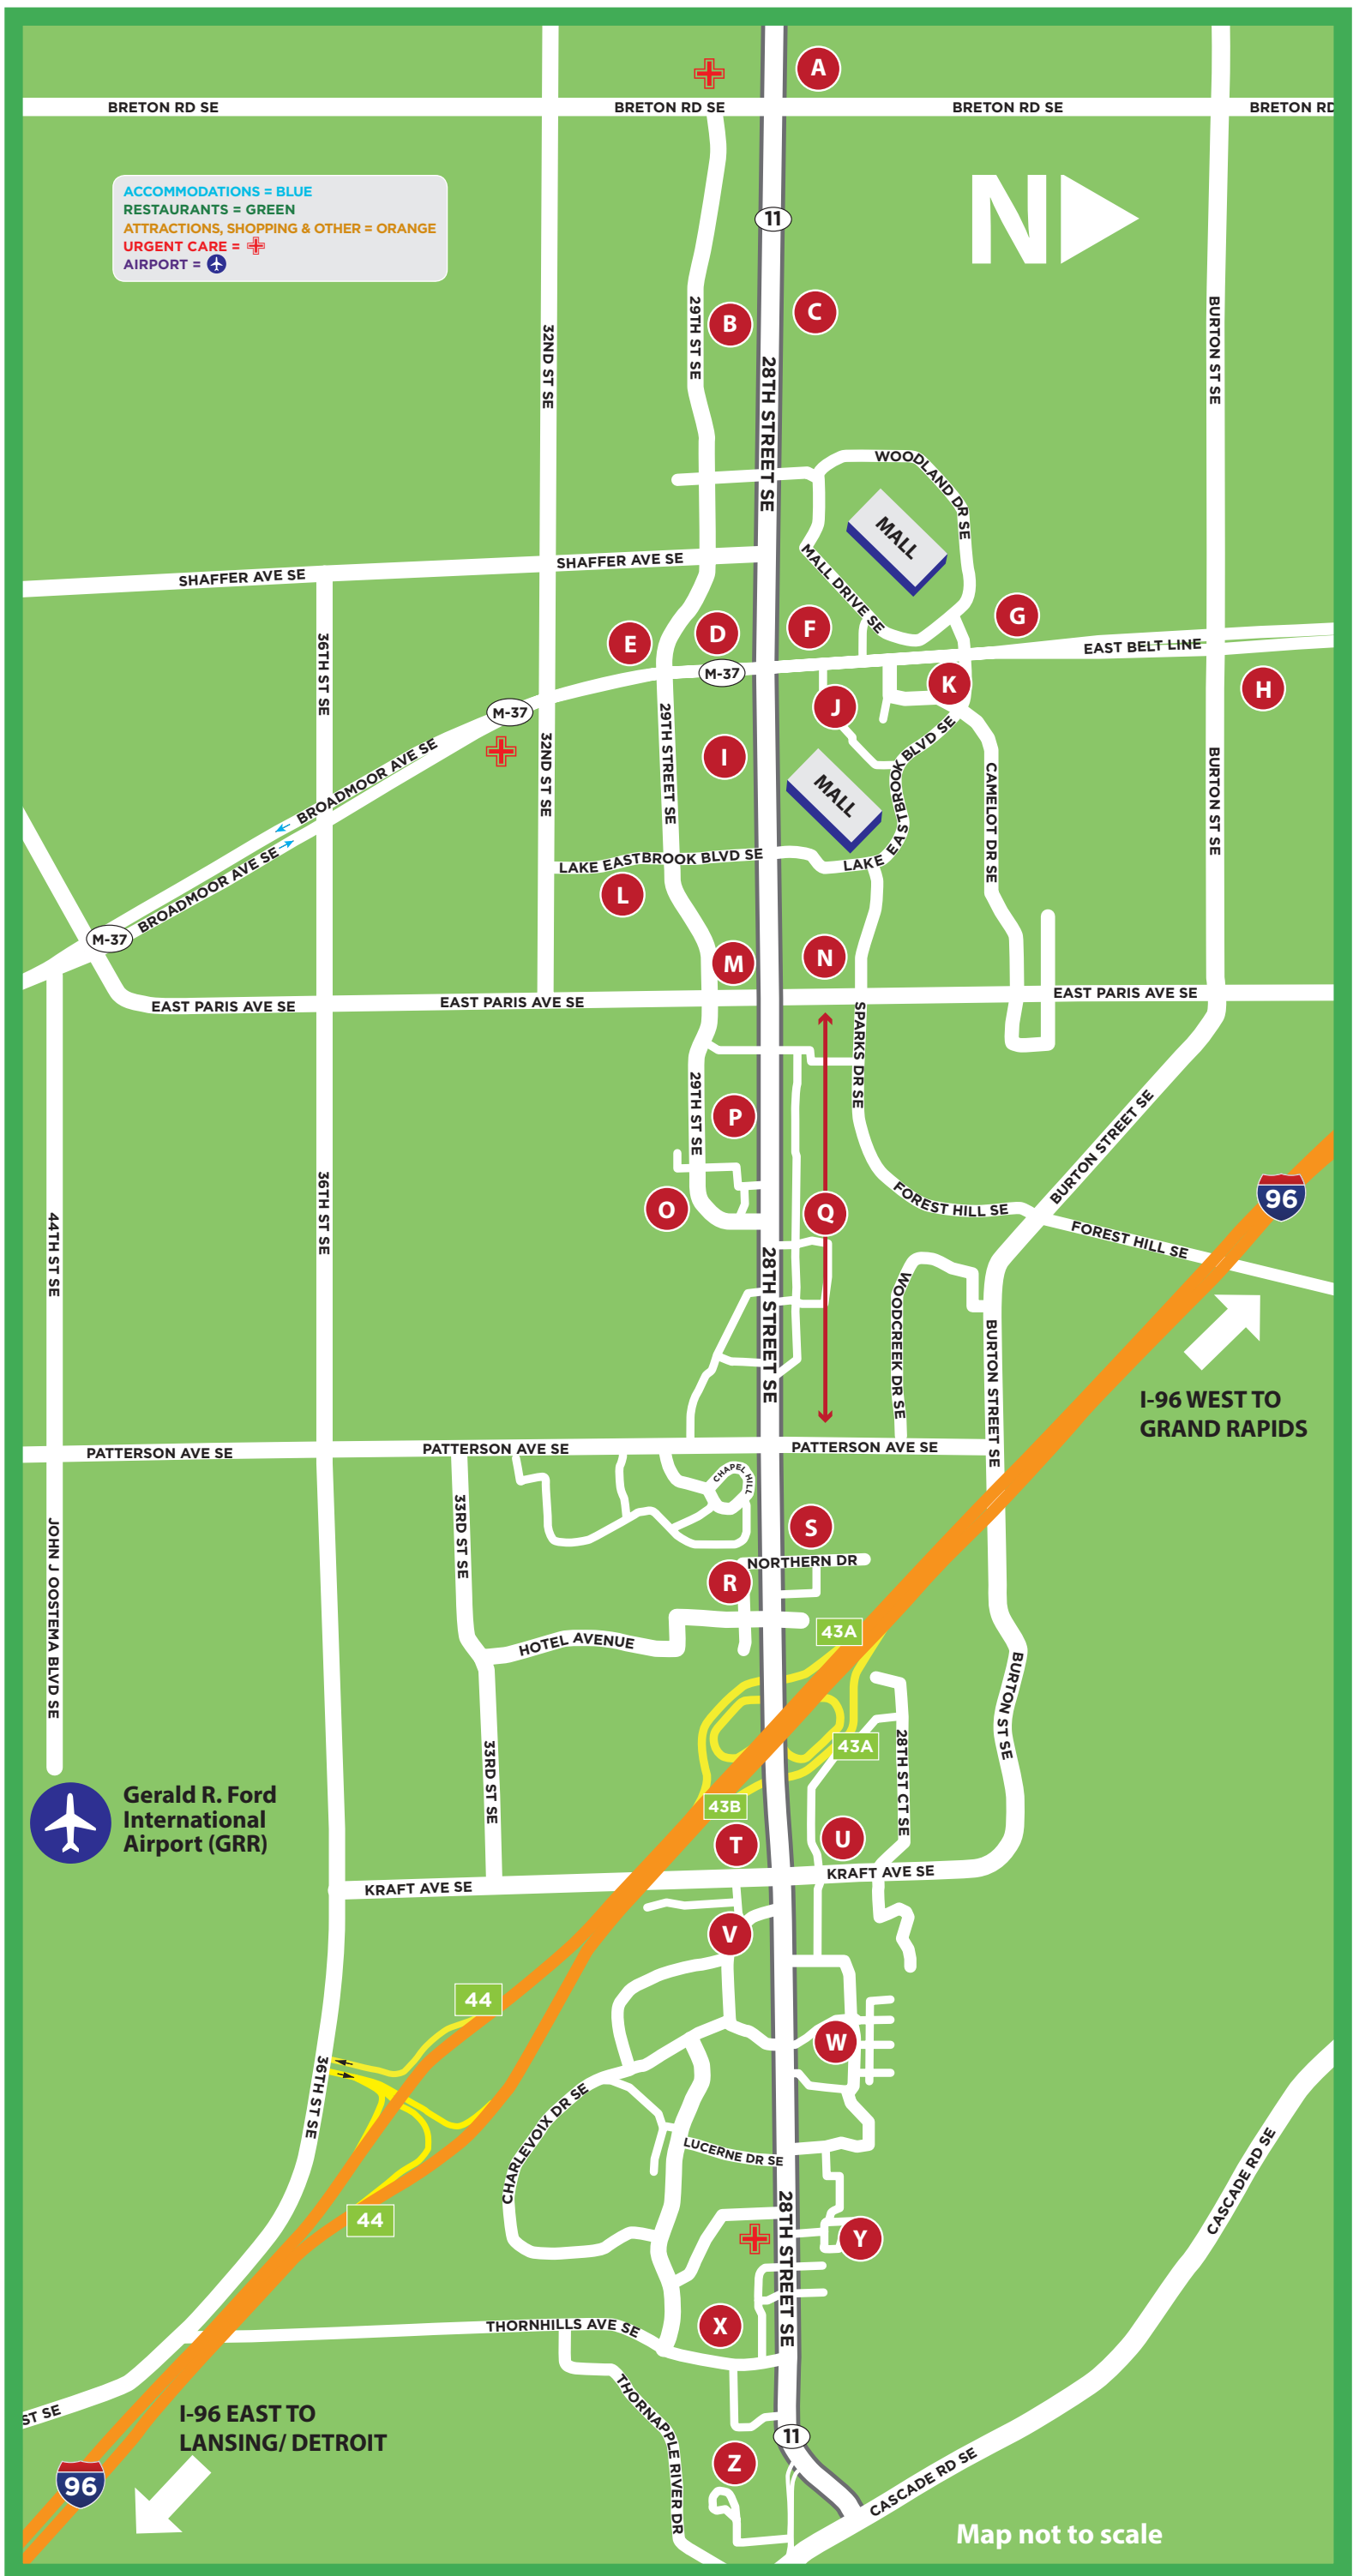 A
BRETON RD SE
BRETON RD SE
BRETON RD SE
BRETON RD
ACCOMMODATIONS = BLUE
RESTAURANTS = GREEN
ATTRACTIONS, SHOPPING & OTHER = ORANGE
URGENT CARE =
AIRPORT =
N
11
B
C
29TH ST SE
32ND ST SE
28TH STREET SE
BURTON ST SE
WOODLAND DR SE
MALL
MALL DRIVE SE
SHAFFER AVE SE
SHAFFER AVE SE
36TH ST SE
E
D
F
G
EAST BELT LINE
M-37
K
H
J
M-37
29TH STREET SE
32ND ST SE
I
BROADMOOR AVE SE
BROADMOOR AVE SE
MALL
LAKE EASTBROOK BLVD SE
CAMELOT DR SE
BURTON ST SE
LAKE EASTBROOK BLVD SE
L
M-37
M
N
EAST PARIS AVE SE
EAST PARIS AVE SE
EAST PARIS AVE SE
SPARKS DR SE
29TH ST SE
P
BURTON STREET SE
96
O
Q
FOREST HILL SE
FOREST HILL SE
44TH ST SE
36TH ST SE
28TH STREET SE
WOODCREEK DR SE
BURTON STREET SE
I-96 WEST TO
GRAND RAPIDS
PATTERSON AVE SE
PATTERSON AVE SE
PATTERSON AVE SE
CHAPEL HILL
33RD ST SE
S
NORTHERN DR
R
JOHN J OOSTEMA BLVD SE
HOTEL AVENUE
43A
BURTON ST SE
43A
28TH ST CT SE
33RD ST SE
43B
Gerald R. Ford
International
Airport (GRR)
T
U
KRAFT AVE SE
KRAFT AVE SE
V
44
W
36TH ST SE
CHARLEVOIX DR SE
LUCERNE DR SE
CASCADE RD SE
44
28TH STREET SE
Y
X
THORNHILLS AVE SE
THORNAPPLE RIVER DR
ST SE
I-96 EAST TO
LANSING/ DETROIT
11
Z
96
CASCADE RD SE
Map not to scale